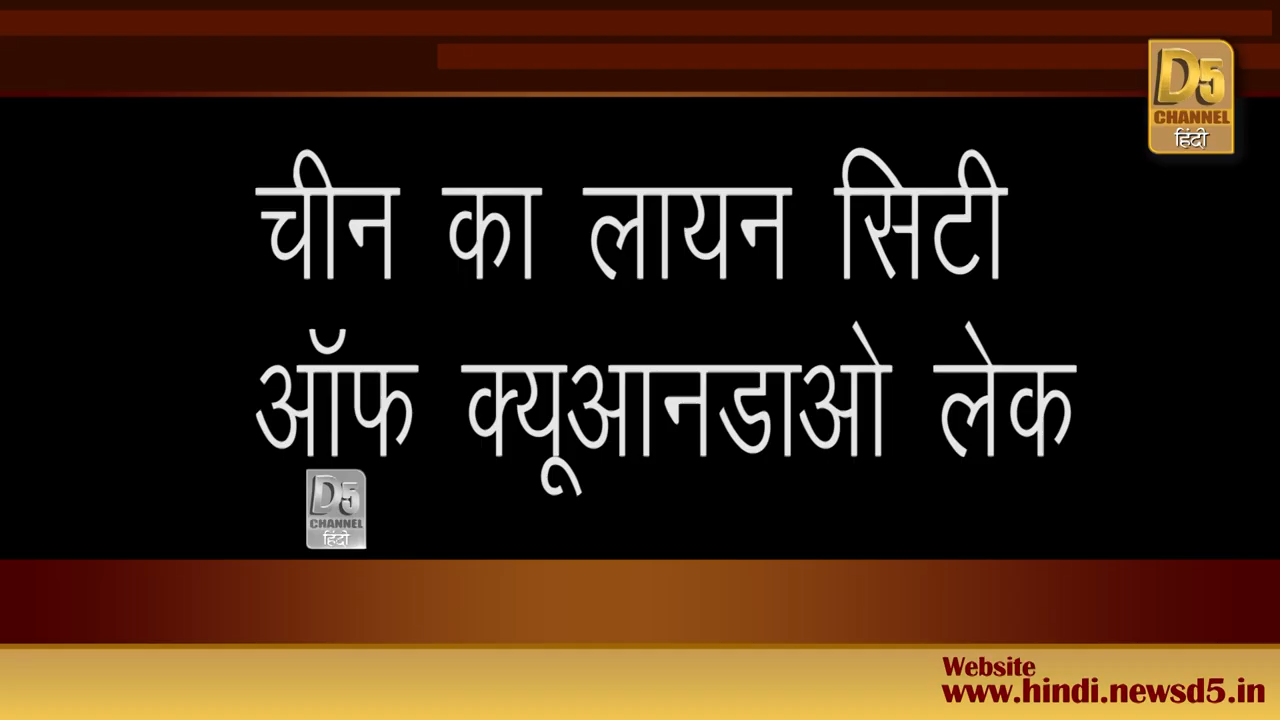 D5
CHANNEL
हिंदी
चीन का लायन सिटी
ऑफ क्यूआनडाओ लेक
D5
CHANNEL
हिंदी
Website
www.hindi.newsd5.in